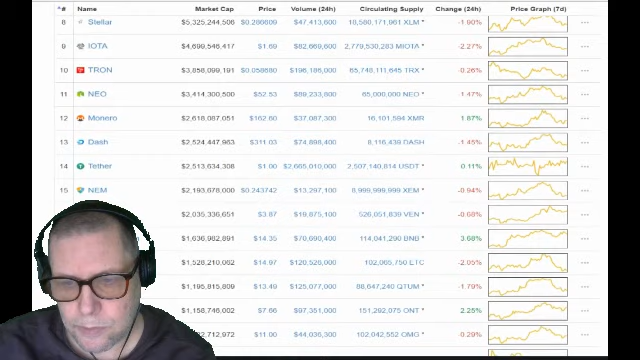 # Name Market Cap Price Volume (24h) Circulating Supply Change (24h) Price Graph (7d)
8 Stellar $5,325,244,506 $0.286609 $47,413,600 18,580,171,961 XLM * -1.90%
9 IOTA $4,699,546,417 $1.69 $82,669,600 2,779,530,283 MIOTA * -2.27%
10 TRON $3,858,099,191 $0.058680 $196,186,000 65,748,111,645 TRX * -0.26%
11 NEO $3,414,300,500 $52.53 $89,233,800 65,000,000 NEO * -1.47%
12 Monero $2,618,087,051 $162.60 $37,087,300 16,101,594 XMR 1.87%
13 Dash $2,524,447,963 $311.03 $74,898,400 8,116,439 DASH -1.45%
14 Tether $2,513,634,308 $1.00 $2,665,010,000 2,507,140,814 USDT * 0.11%
15 NEM $2,193,678,000 $0.243742 $13,297,100 8,999,999,999 XEM * -0.94%
$2,035,336,651 $3.87 $19,875,100 526,051,839 VEN * -0.68%
$1,636,982,891 $14.35 $70,690,400 114,041,290 BNB * 3.68%
$1,528,210,062 $14.97 $120,526,000 102,065,750 ETC -2.05%
$1,195,815,809 $13.49 $125,077,000 88,647,240 QTUM * -1.79%
$1,158,746,002 $7.66 $97,351,000 151,292,075 ONT * 2.25%
22,712,972 $11.00 $44,036,300 102,042,552 OMG * -0.29%